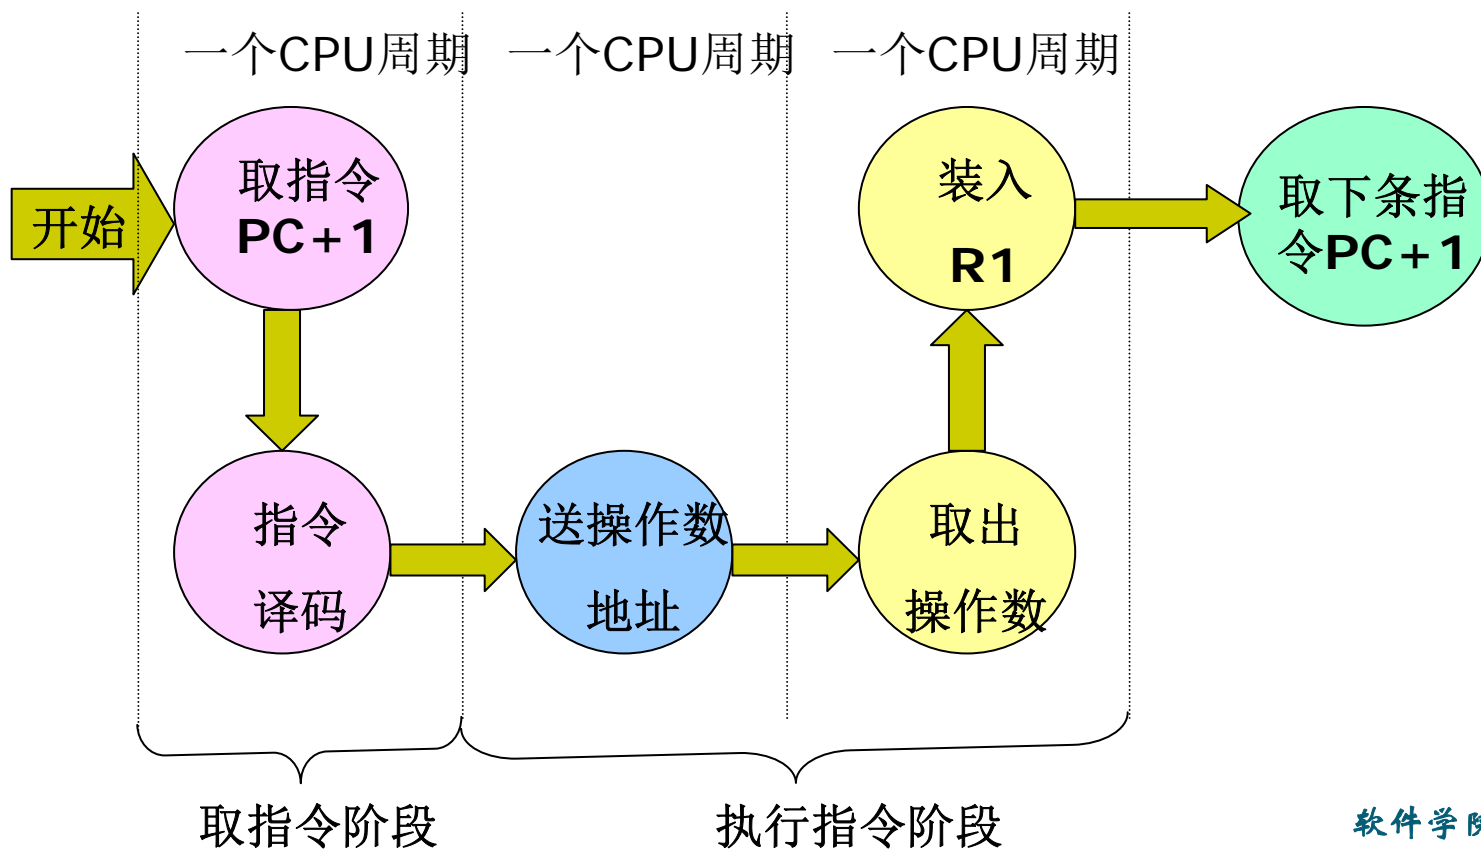 一个CPU周期
一个CPU周期
一个CPU周期
开始
取指令
PC+1
指令
译码
送操作数
地址
取出
操作数
装入
R1
取下条指
令PC+1
取指令阶段
执行指令阶段
软件学院